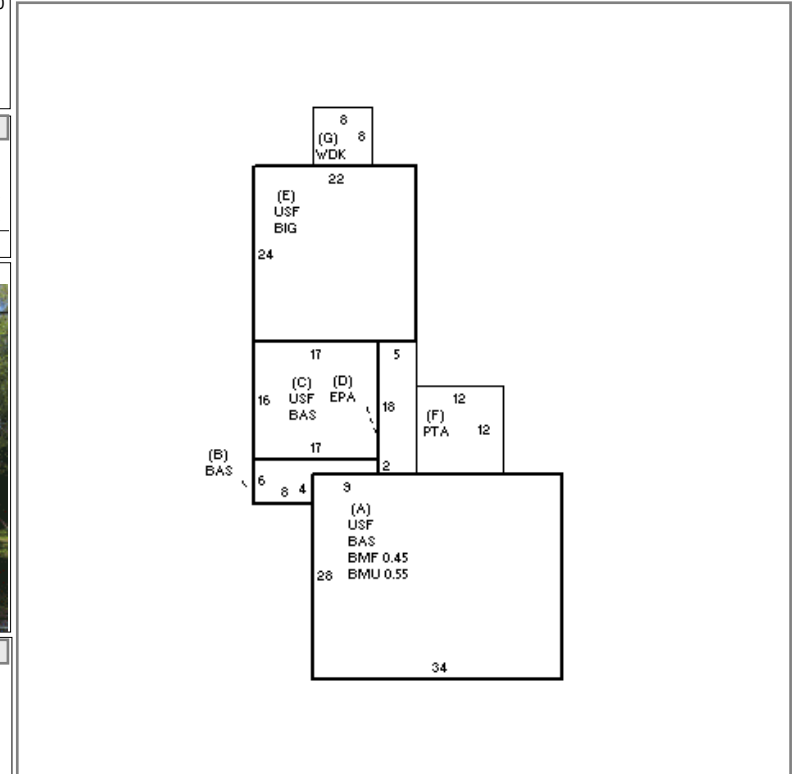 8
(G) 8
WDK
22
(E)
USF
BIG
24
17 5
(C) (D)
16 USF EPA
BAS
18
12
(F)
PTA 12
17
(B)
BAS
2
6
8 4 9
(A)
USF
BAS
BMF 0.45
28 BMU 0.55
34